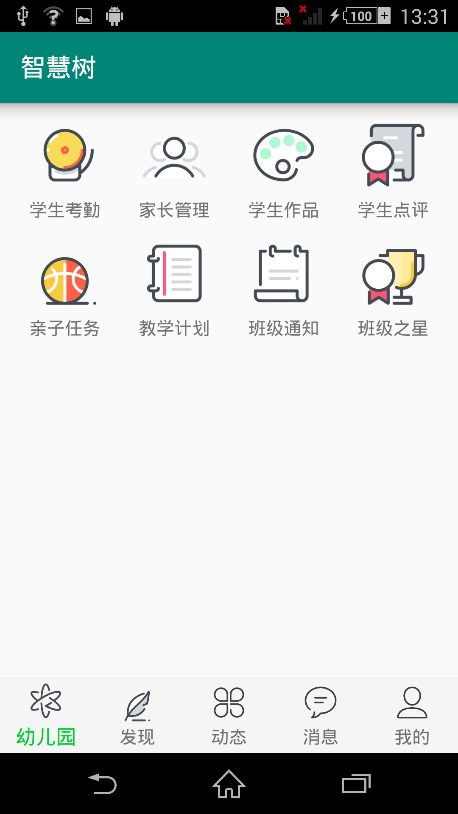 100 13:31
智慧树
学生考勤 家长管理 学生作品 学生点评
亲子任务 教学计划 班级通知 班级之星
幼儿园 发现 动态 消息 我的